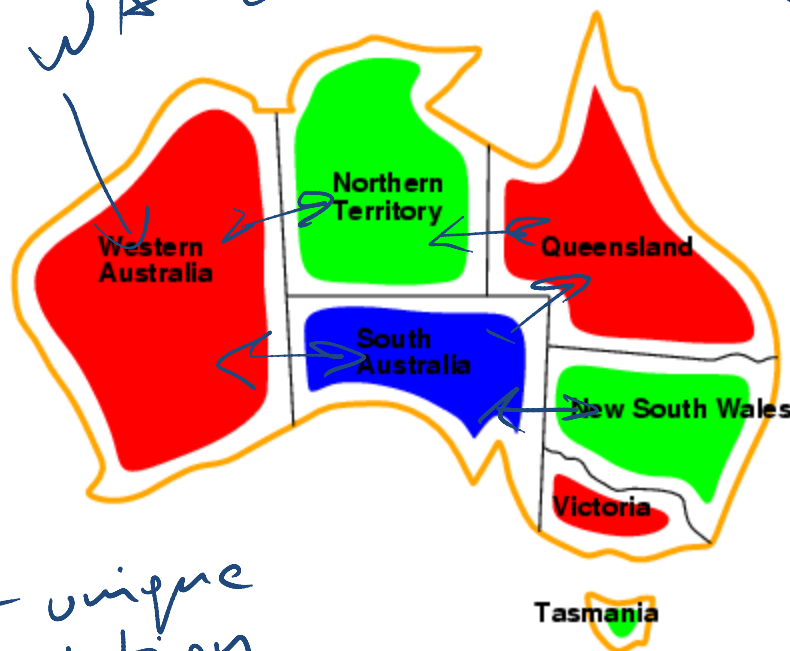 Northern
Territory
Western
Australia
Queensland
South
Australia
New South Wales
Victoria
unique
Tasmania